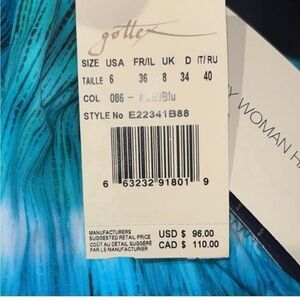 gottex
SIZE USA FR/IL UK D IT/RU
TAILLE 6 36 8 34 40
COL 086 - /Blu
STYLE No E22341B88
6 63232 91801 9
MANUFACTURERS
SUGGESTED RETAIL PRICE USD $ 96.00
COÛT AU DÉTAIL SUGGÉRÉ
PAR LE MANUFACTURIER CAD $ 110.00
WOMAN